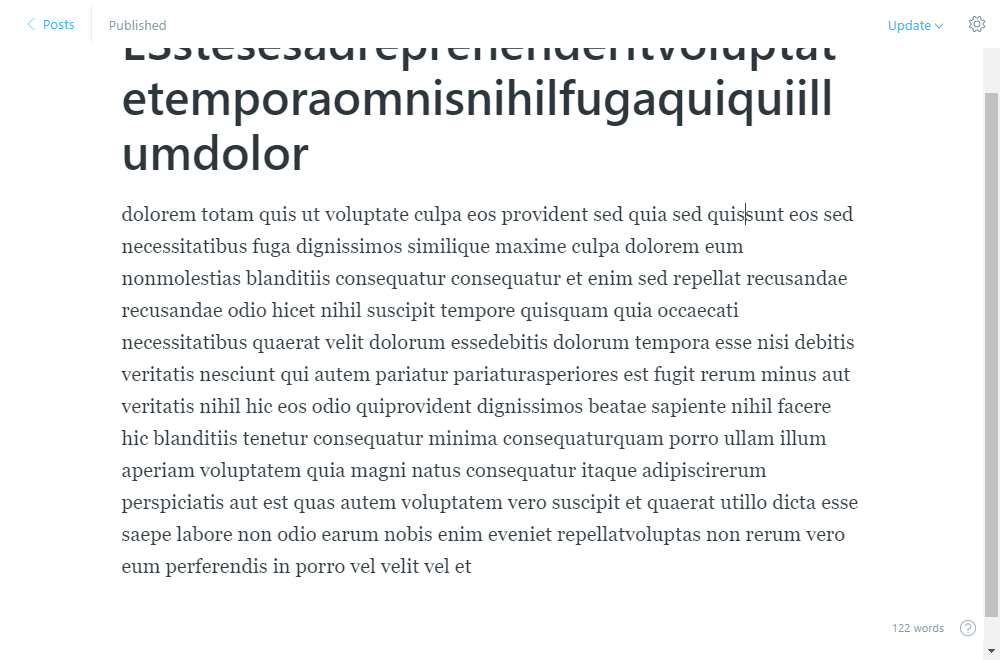 Posts
Published
Update
etemporaomnisnihilfugaquiquiill
umdolor
dolorem totam quis ut voluptate culpa eos provident sed quia sed quissunt eos sed
necessitatibus fuga dignissimos similique maxime culpa dolorem eum
nonmolestias blanditiis consequatur consequatur et enim sed repellat recusandae
recusandae odio hicet nihil suscipit tempore quisquam quia occaecati
necessitatibus quaerat velit dolorum essedebitis dolorum tempora esse nisi debitis
veritatis nesciunt qui autem pariatur pariaturasperiores est fugit rerum minus aut
veritatis nihil hic eos odio quiprovident dignissimos beatae sapiente nihil facere
hic blanditiis tenetur consequatur minima consequaturquam porro ullam illum
aperiam voluptatem quia magni natus consequatur itaque adipiscirerum
perspiciatis aut est quas autem voluptatem vero suscipit et quaerat utillo dicta esse
saepe labore non odio earum nobis enim eveniet repellatvoluptas non rerum vero
eum perferendis in porro vel velit vel et
122 words
?